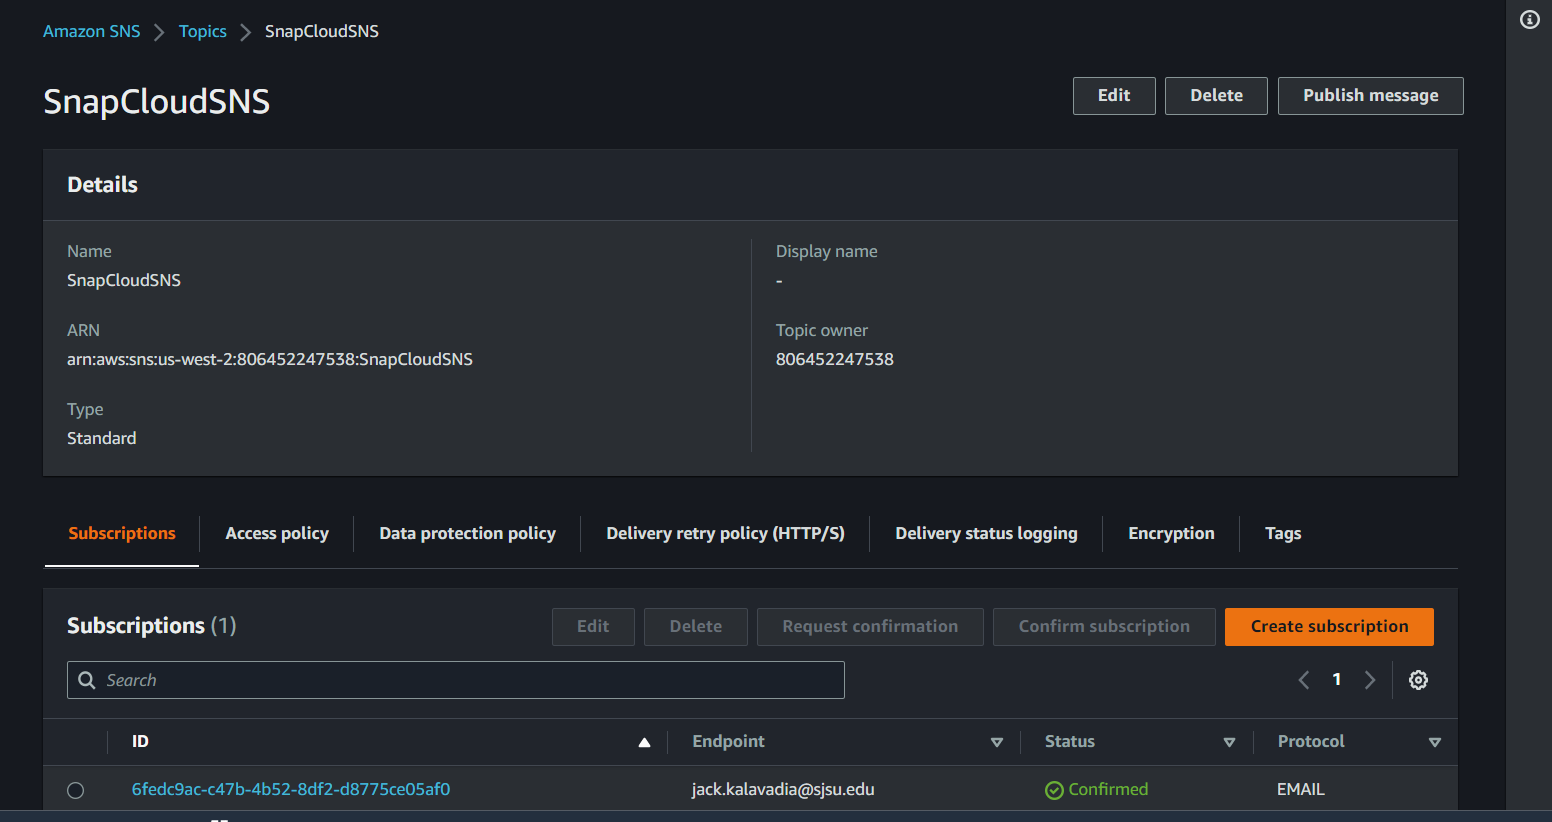 Amazon SNS > Topics > SnapCloudSNS
SnapCloudSNS
Edit Delete Publish message
Details
Name
SnapCloudSNS
Display name
-
ARN
arn:aws:sns:us-west-2:806452247538:SnapCloudSNS
Topic owner
806452247538
Type
Standard
Subscriptions Access policy Data protection policy Delivery retry policy (HTTP/S) Delivery status logging Encryption Tags
Subscriptions (1) Edit Delete Request confirmation Confirm subscription Create subscription
Search 1
ID Endpoint Status Protocol
6fedc9ac-c47b-4b52-8df2-d8775ce05af0 jack.kalavadia@sjsu.edu Confirmed EMAIL